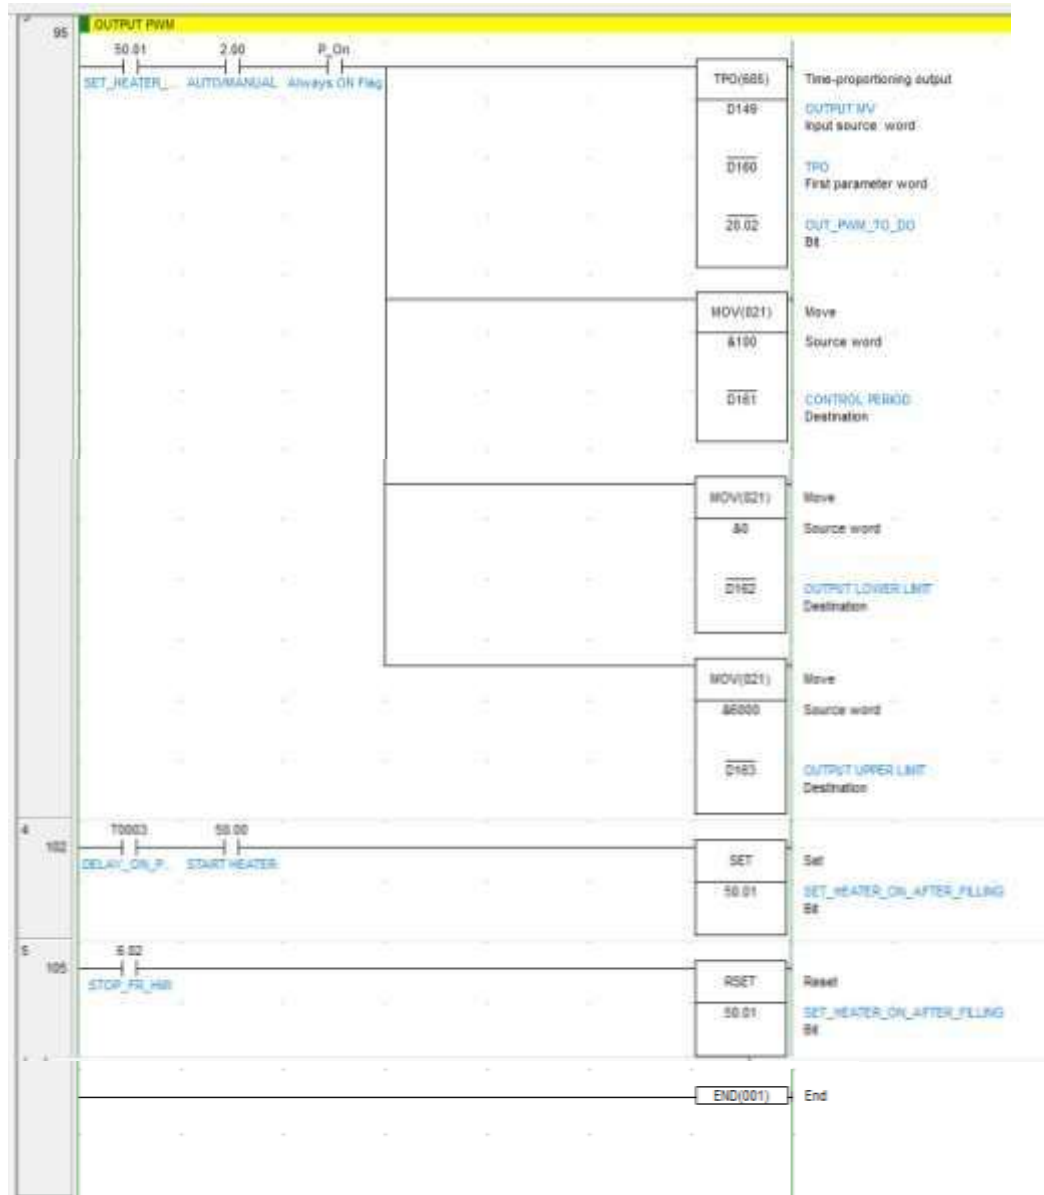 95
OUTPUT PWM
50.01 2.00 P_On
SET_HEATER_... AUTO/MANUAL Always ON Flag
TPO(685) Time-proportioning output
D149 OUTPUT MV
Input source word
D160 TPO
First parameter word
20.02 OUT_PWM_TO_DO
Bit
MOV(021) Move
&100 Source word
D161 CONTROL PERIOD
Destination
MOV(021) Move
&0 Source word
D162 OUTPUT LOWER LIMIT
Destination
MOV(021) Move
&6000 Source word
D163 OUTPUT UPPER LIMIT
Destination
4
102
T0003 50.00
DELAY_ON_P... START HEATER
SET Set
50.01 SET_HEATER_ON_AFTER_FILLING
Bit
5
105
6.02
STOP_FR_HMI
RSET Reset
50.01 SET_HEATER_ON_AFTER_FILLING
Bit
END(001) End